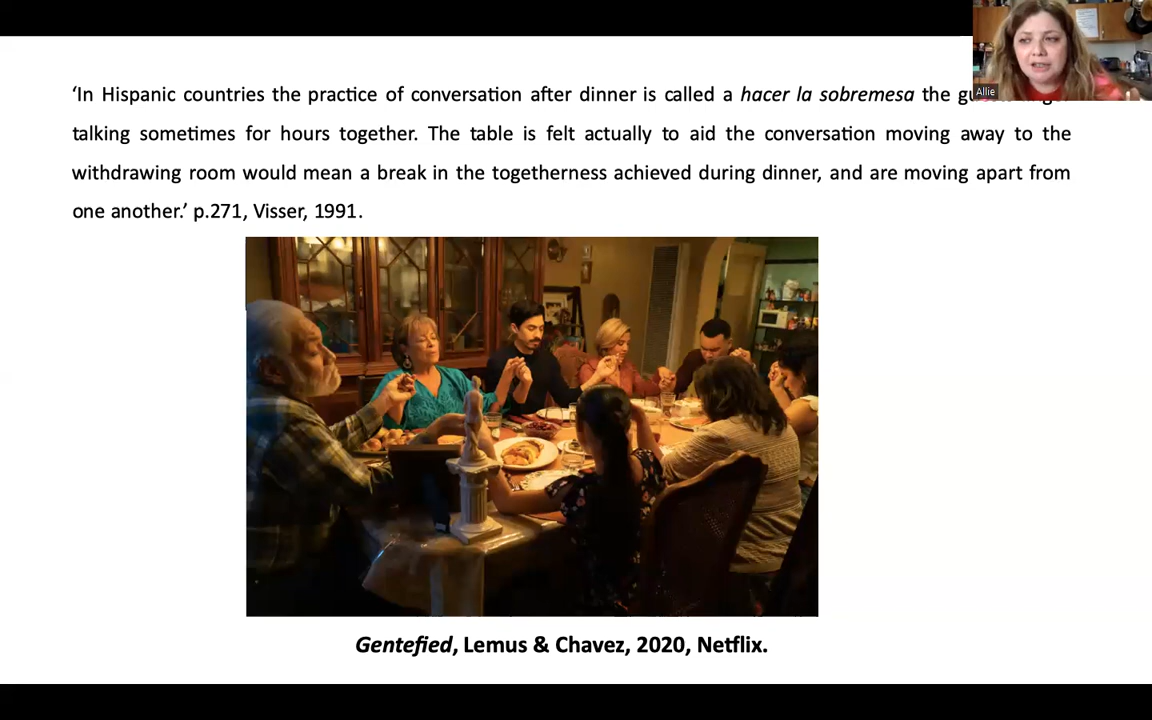 ‘In Hispanic countries the practice of conversation after dinner is called a hacer la sobremesa the
talking sometimes for hours together. The table is felt actually to aid the conversation moving away to the
withdrawing room would mean a break in the togetherness achieved during dinner, and are moving apart from
one another.’ p.271, Visser, 1991.
Allie
Gentefied, Lemus & Chavez, 2020, Netflix.